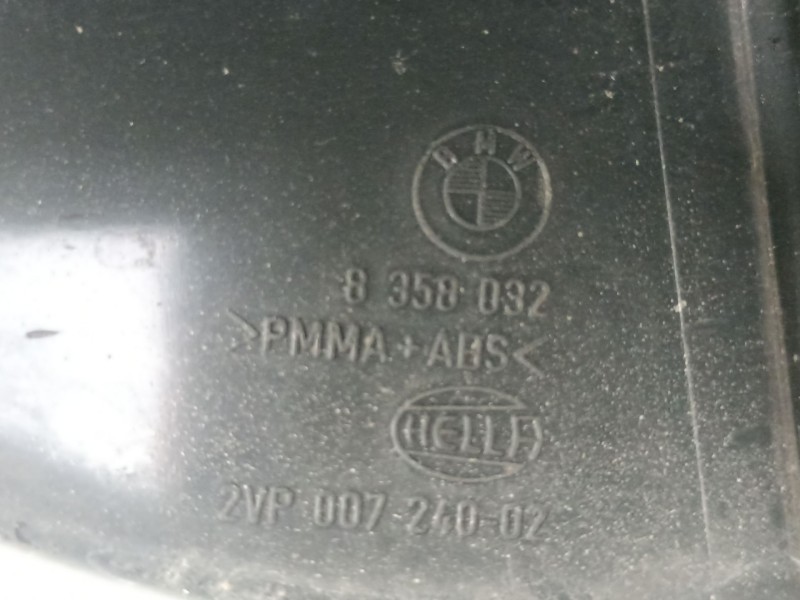 BMW
8 358 032
>PMMA+ABS<
HELLA
2VP 007 240-02